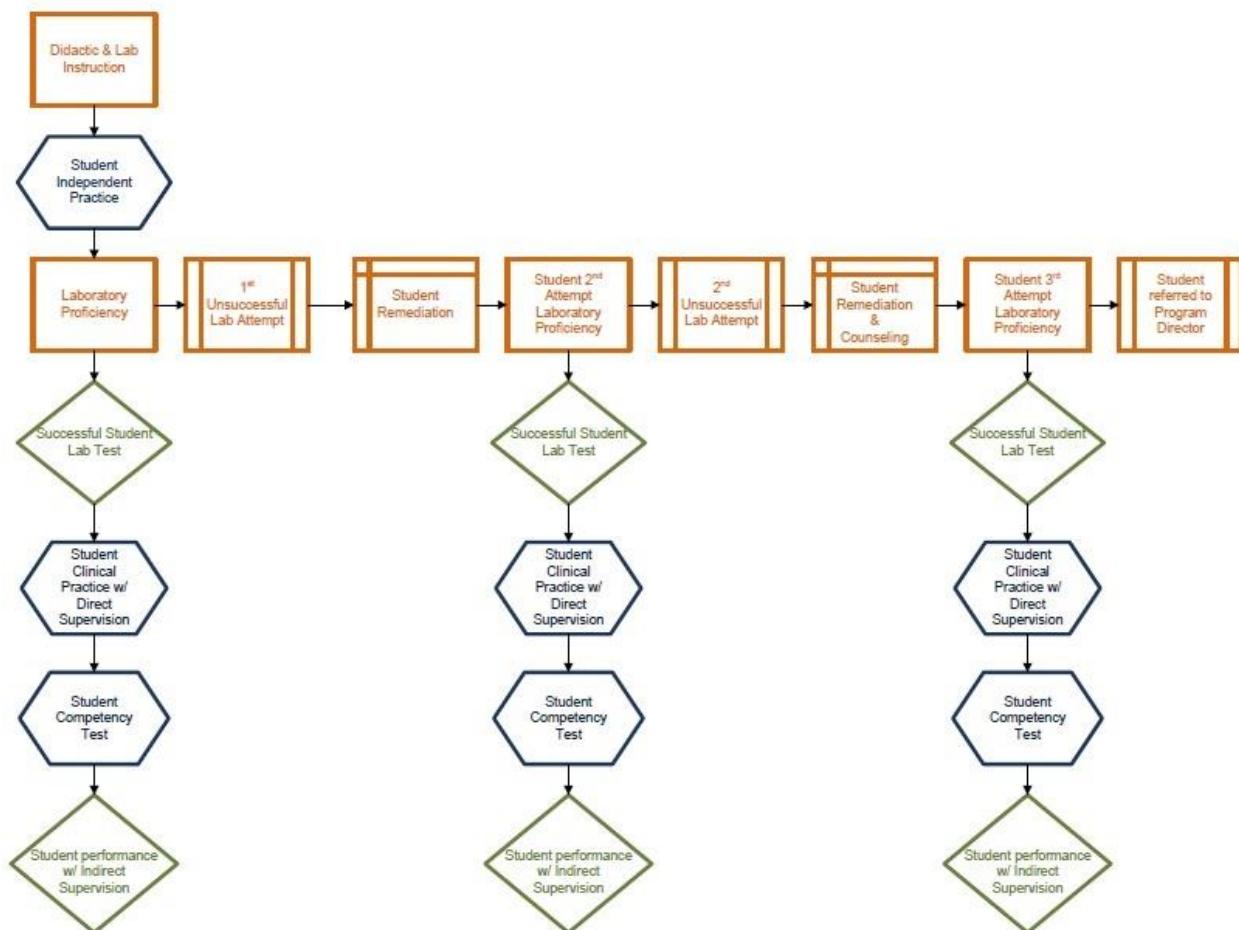 Didactic & Lab
Instruction
Student
Independent
Practice
Laboratory
Proficiency
1st
Unsuccessful
Lab Attempt
Student
Remediation
Student 2nd
Attempt
Laboratory
Proficiency
2nd
Unsuccessful
Lab Attempt
Student
Remediation
&
Counseling
Student 3rd
Attempt
Laboratory
Proficiency
Student
referred to
Program
Director
Successful Student
Lab Test
Successful Student
Lab Test
Successful Student
Lab Test
Student
Clinical
Practice w/
Direct
Supervision
Student
Clinical
Practice w/
Direct
Supervision
Student
Clinical
Practice w/
Direct
Supervision
Student
Competency
Test
Student
Competency
Test
Student
Competency
Test
Student performance
w/ Indirect
Supervision
Student performance
w/ Indirect
Supervision
Student performance
w/ Indirect
Supervision